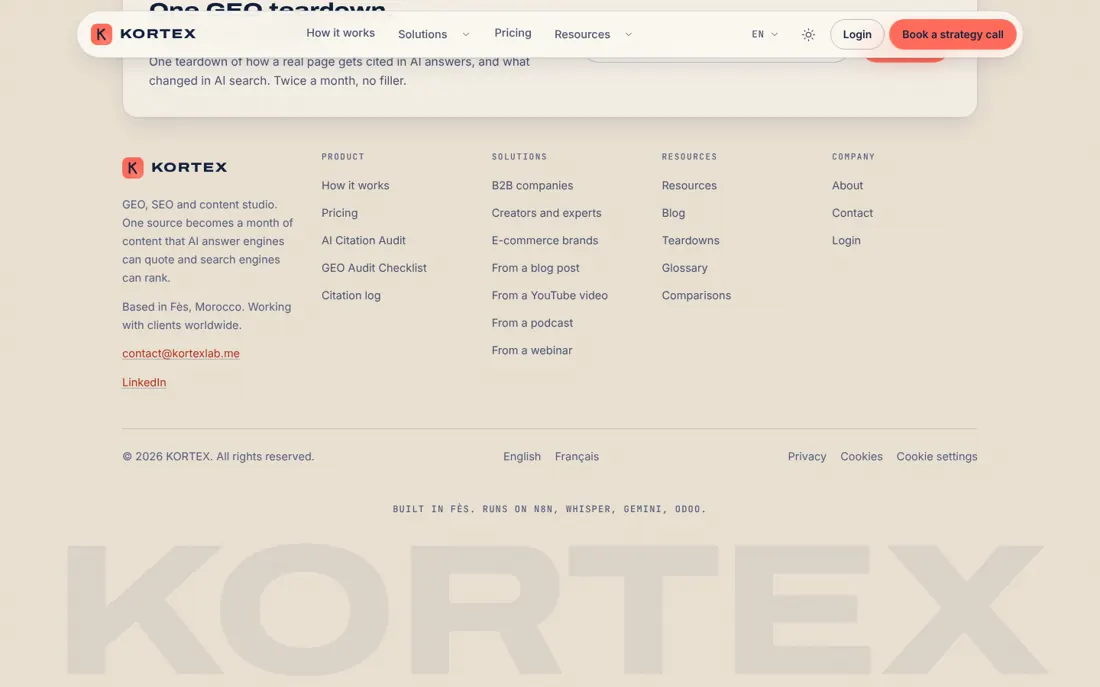 One GEO teardown
K KORTEX
How it works
Solutions
Pricing
Resources
EN
Login
Book a strategy call
One teardown of how a real page gets cited in AI answers, and what
changed in AI search. Twice a month, no filler.
K KORTEX
GEO, SEO and content studio.
One source becomes a month of
content that AI answer engines
can quote and search engines
can rank.
Based in Fès, Morocco. Working
with clients worldwide.
contact@kortexlab.me
LinkedIn
PRODUCT
How it works
Pricing
AI Citation Audit
GEO Audit Checklist
Citation log
SOLUTIONS
B2B companies
Creators and experts
E-commerce brands
From a blog post
From a YouTube video
From a podcast
From a webinar
RESOURCES
Resources
Blog
Teardowns
Glossary
Comparisons
COMPANY
About
Contact
Login
© 2026 KORTEX. All rights reserved.
English
Français
Privacy
Cookies
Cookie settings
BUILT IN FÈS. RUNS ON N8N, WHISPER, GEMINI, ODOO.
KORTEX